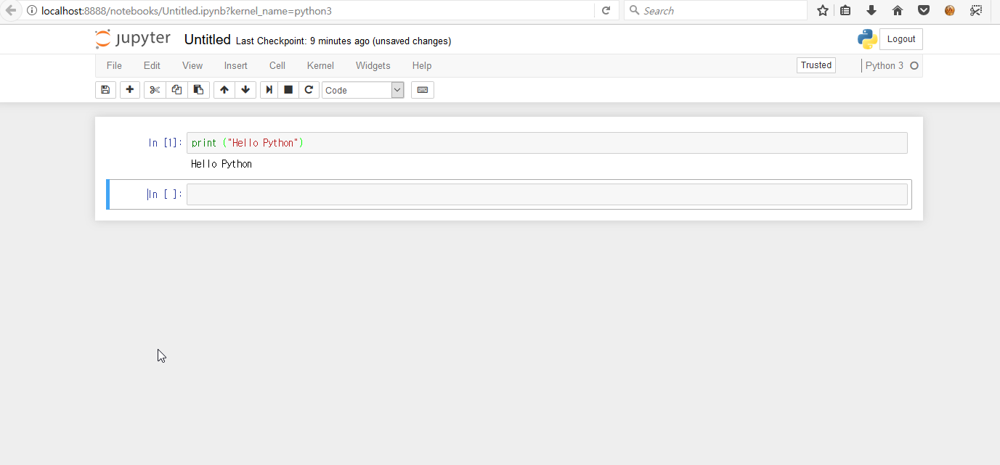 localhost:8888/notebooks/Untitled.ipynb?kernel_name=python3 Search
jupyter Untitled Last Checkpoint: 9 minutes ago (unsaved changes) Logout
File Edit View Insert Cell Kernel Widgets Help Trusted Python 3
Code
In [1]: print ("Hello Python")
Hello Python
In [ ]: